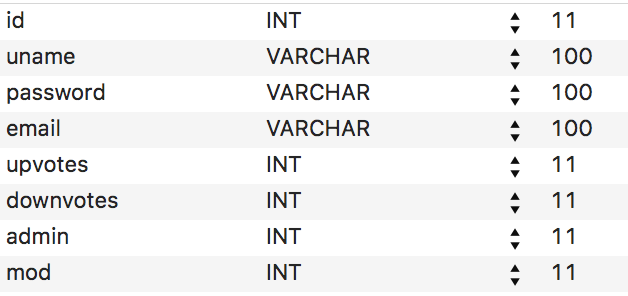 id INT 11
uname VARCHAR 100
password VARCHAR 100
email VARCHAR 100
upvotes INT 11
downvotes INT 11
admin INT 11
mod INT 11